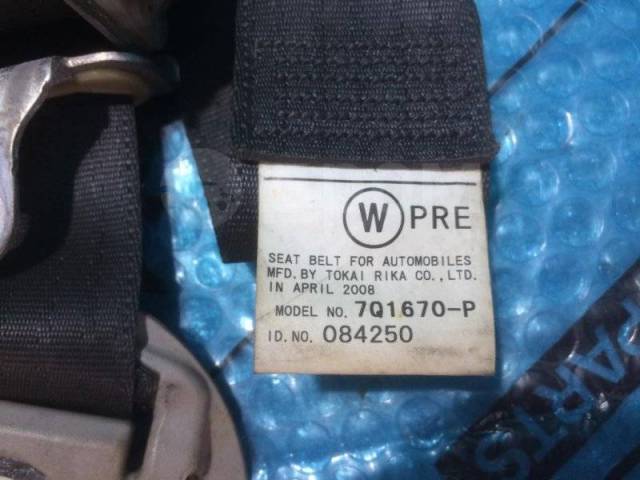 W PRE
SEAT BELT FOR AUTOMOBILES
MFD. BY TOKAI RIKA CO., LTD.
IN APRIL 2008
MODEL NO. 7Q1670-P
I D. NO. 084250
PARTS